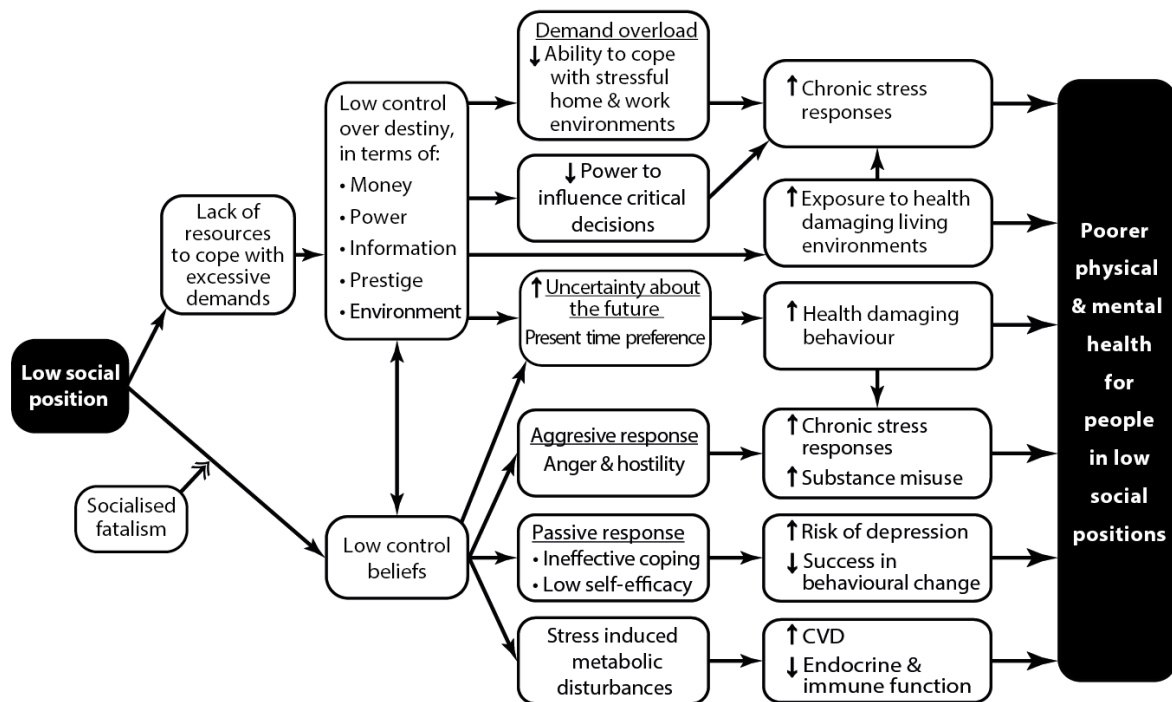 Low social
position
Socialised
fatalism
Lack of
resources
to cope with
excessive
demands
Low control
over destiny,
in terms of:
• Money
• Power
• Information
• Prestige
• Environment
Low control
beliefs
Demand overload
↓ Ability to cope
with stressful
home & work
environments
↓ Power to
influence critical
decisions
↑ Uncertainty about
the future
Present time preference
Aggresive response
Anger & hostility
Passive response
• Ineffective coping
• Low self-efficacy
Stress induced
metabolic
disturbances
↑ Chronic stress
responses
↑ Exposure to health
damaging living
environments
↑ Health damaging
behaviour
↑ Chronic stress
responses
↑ Substance misuse
↑ Risk of depression
↓ Success in
behavioural change
↑ CVD
↓ Endocrine &
immune function
Poorer
physical
& mental
health
for
people
in low
social
positions